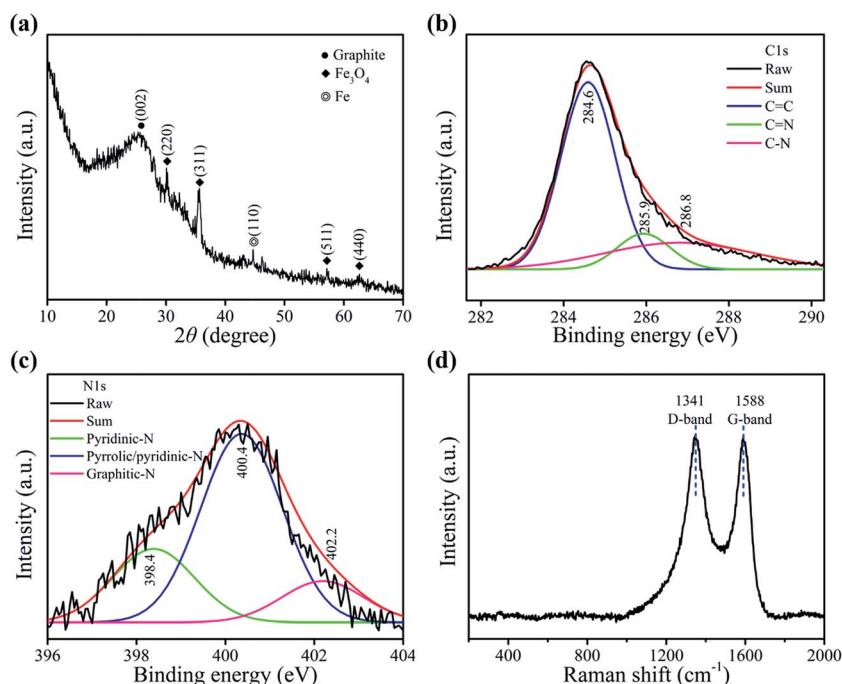 (a)
Intensity (a.u.)
● Graphite
◆ Fe₃O₄
◎ Fe
●(002)
◆(220)
◆(311)
◎(110)
◆(511)
◆(440)
10 20 30 40 50 60 70
2θ (degree)
(b)
Intensity (a.u.)
C1s
Raw
Sum
C=C
C=N
C-N
284.6
285.9
286.8
282 284 286 288 290
Binding energy (eV)
(c)
Intensity (a.u.)
N1s
Raw
Sum
Pyridinic-N
Pyrrolic/pyridinic-N
Graphitic-N
398.4
400.4
402.2
396 398 400 402 404
Binding energy (eV)
(d)
Intensity (a.u.)
1341 1588
D-band G-band
400 800 1200 1600 2000
Raman shift (cm⁻¹)